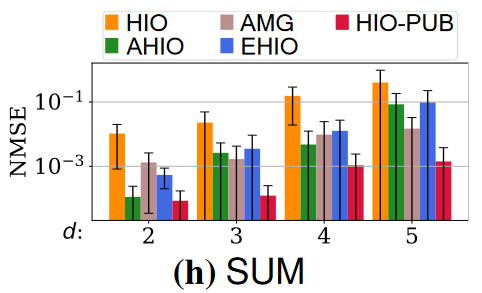 HIO AMG HIO-PUB
AHIO EHIO
NMSE
10⁻¹
10⁻³
d: 2 3 4 5
(h) SUM